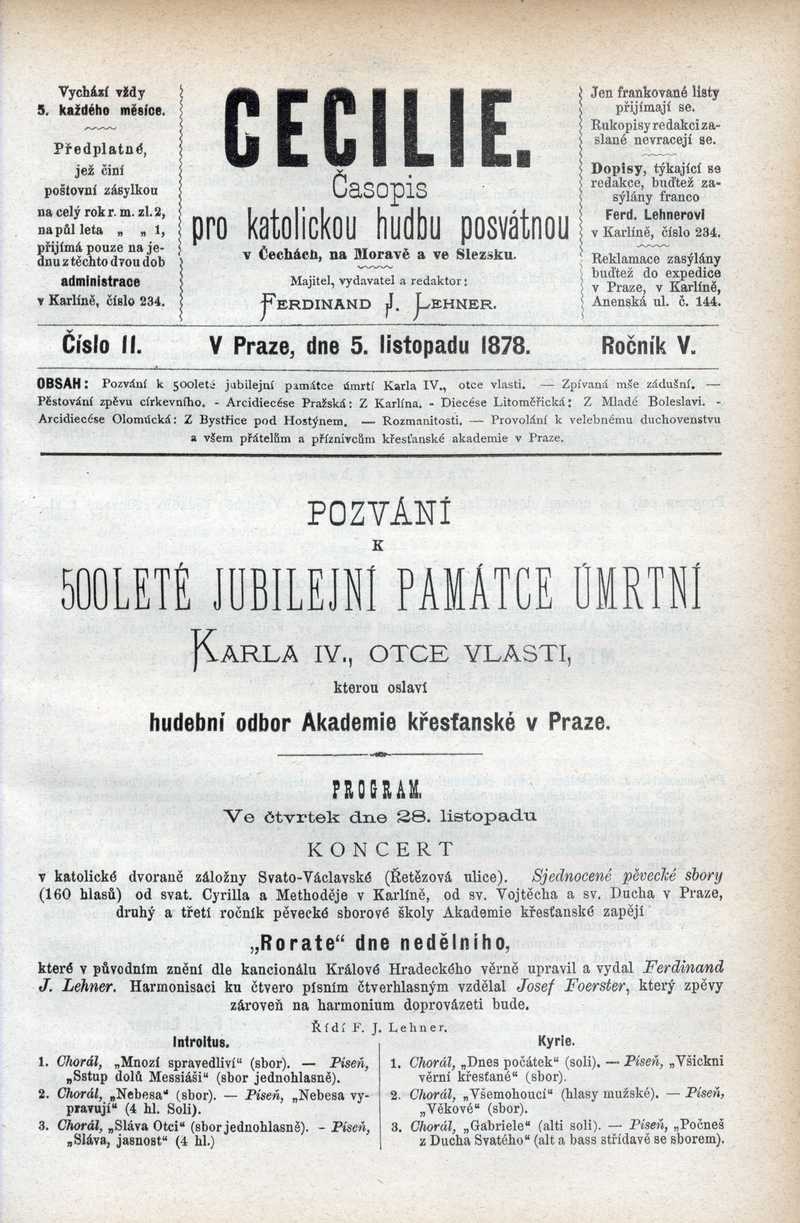 Vychází vždy
5. každého měsíce.
Předplatné,
jež činí
poštovní zásylkou
na celý rok r. m. zl. 2,
na půl leta „ „ 1,
přijímá pouze na je-
dnu z těchto dvou dob
administrace
v Karlíně, číslo 234.
CECILIE.
Časopis
pro katolickou hudbu posvátnou
v Čechách, na Moravě a ve Slezsku.
Majitel, vydavatel a redaktor:
FERDINAND J. LEHNER.
Jen frankované listy
přijímají se.
Rukopisy redakci za-
slané nevracejí se.
Dopisy, týkající se
redakce, buďtež za-
sýlány franco
Ferd. Lehnerovi
v Karlíně, číslo 234.
Reklamace zasýlány
buďtež do expedice
v Praze, v Karlíně,
Anenská ul. č. 144.
Číslo 11. V Praze, dne 5. listopadu 1878. Ročník V.
OBSAH: Pozvání k 500leté jubilejní památce úmrtí Karla IV., otce vlasti. — Zpívaná mše zádušní. —
Pěstování zpěvu církevního. - Arcidiecése Pražská: Z Karlína. - Diecése Litoměřická: Z Mladé Boleslavi. -
Arcidiecése Olomúcká: Z Bystřice pod Hostýnem. — Rozmanitosti. — Provolání k velebnému duchovenstvu
a všem přátelům a příznivcům křesťanské akademie v Praze.
POZVÁNÍ
K
500LETÉ JUBILEJNÍ PAMÁTCE ÚMRTNÍ
KARLA IV., OTCE VLASTI,
kterou oslaví
hudební odbor Akademie křesťanské v Praze.
PROGRAM.
Ve čtvrtek dne 28. listopadu
KONCERT
v katolické dvoraně záložny Svato-Václavské (Řetězová ulice). Sjednocené pěvecké sbory
(160 hlasů) od svat. Cyrilla a Methoděje v Karlíně, od sv. Vojtěcha a sv. Ducha v Praze,
druhý a třetí ročník pěvecké sborové školy Akademie křesťanské zapějí
„Rorate“ dne nedělního,
které v původním znění dle kancionálu Králové Hradeckého věrně upravil a vydal Ferdinand
J. Lehner. Harmonisaci ku čtvero písním čtverhlasným vzdělal Josef Foerster, který zpěvy
zároveň na harmonium doprovázeti bude.
Řídí F. J. Lehner.
Introitus.
1. Chorál, „Mnozí spravedliví“ (sbor). — Píseň,
„Sstup dolů Messiáši“ (sbor jednohlasně).
2. Chorál, „Nebesa“ (sbor). — Píseň, „Nebesa vy-
pravují“ (4 hl. Soli).
3. Chorál, „Sláva Otci“ (sbor jednohlasně). - Píseň,
„Sláva, jasnost“ (4 hl.)
Kyrie.
1. Chorál, „Dnes počátek“ (soli). — Píseň, „Všickni
věrní křesťané“ (sbor).
2. Chorál, „Všemohoucí“ (hlasy mužské). — Píseň,
„Věkové“ (sbor).
3. Chorál, „Gabriele“ (alti soli). — Píseň, „Počneš
z Ducha Svatého“ (alt a bass střídavě se sborem).